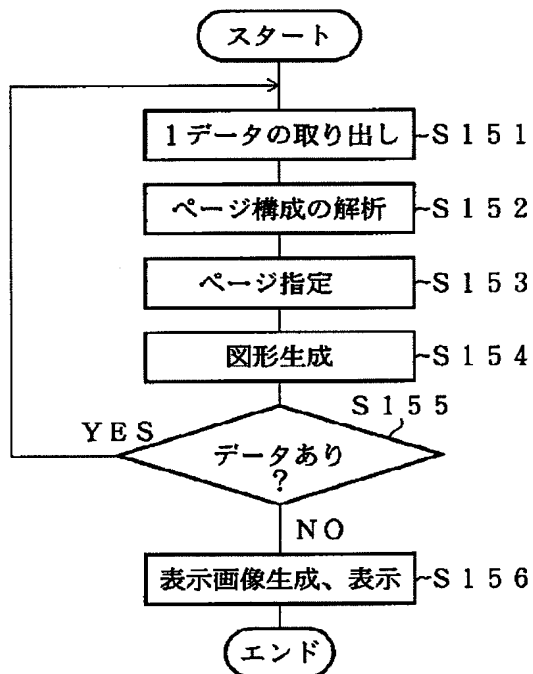 スタート
1データの取り出し S151
ページ構成の解析 S152
ページ指定 S153
図形生成 S154
S155
YES
データあり
?
NO
表示画像生成、表示 S156
エンド